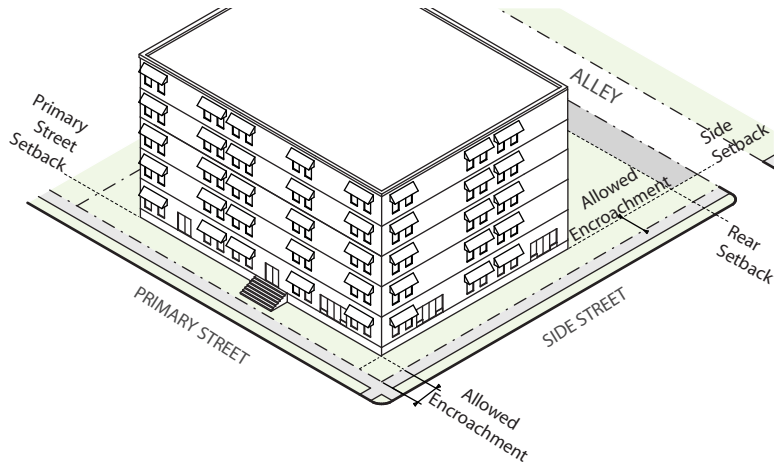 ALLEY
Primary
Street
Setback
Side
Setback
Allowed
Encroachment
Rear
Setback
PRIMARY STREET
SIDE STREET
Allowed
Encroachment